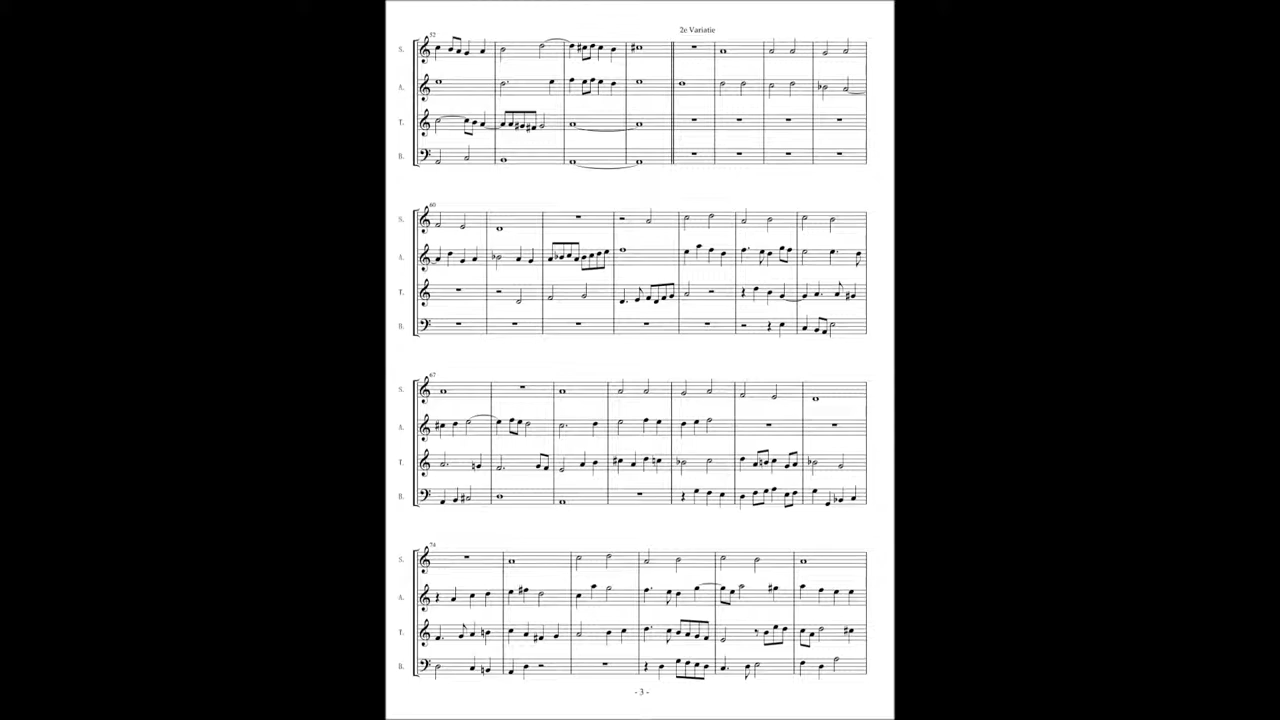 2e Variatie
52
S.
A.
T.
B.
60
S.
A.
T.
B.
67
S.
A.
T.
B.
74
S.
A.
T.
B.
- 3 -